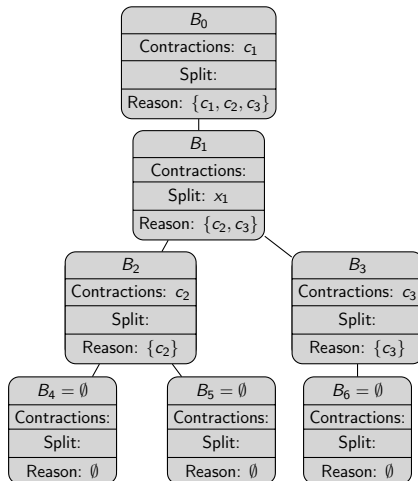 B₀
Contractions: c₁
Split:
Reason: {c₁, c₂, c₃}
B₁
Contractions:
Split: x₁
Reason: {c₂, c₃}
B₂
Contractions: c₂
Split:
Reason: {c₂}
B₃
Contractions: c₃
Split:
Reason: {c₃}
B₄ = ∅
Contractions:
Split:
Reason: ∅
B₅ = ∅
Contractions:
Split:
Reason: ∅
B₆ = ∅
Contractions:
Split:
Reason: ∅